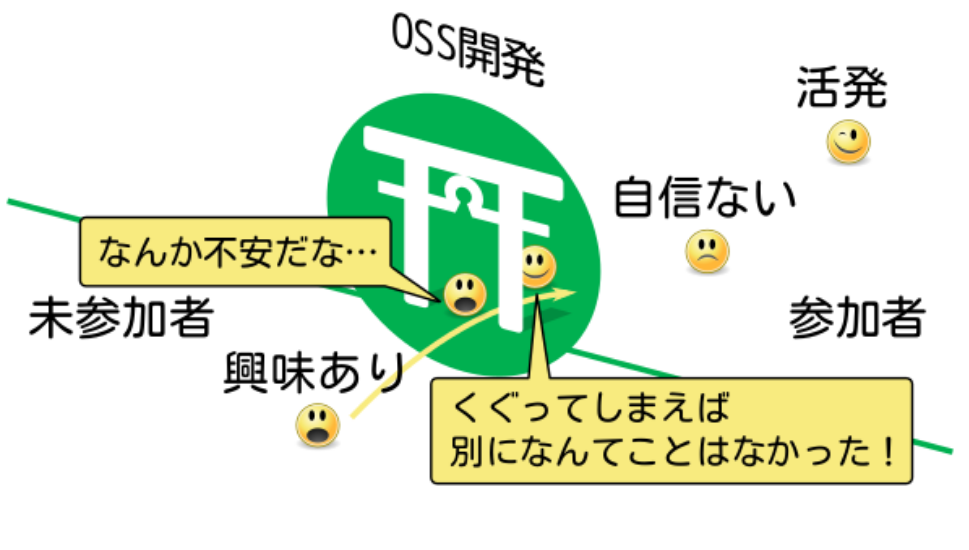 OSS開発
活発
自信ない
なんか不安だな…
未参加者
参加者
興味あり
くぐってしまえば
別になんてことはなかった！